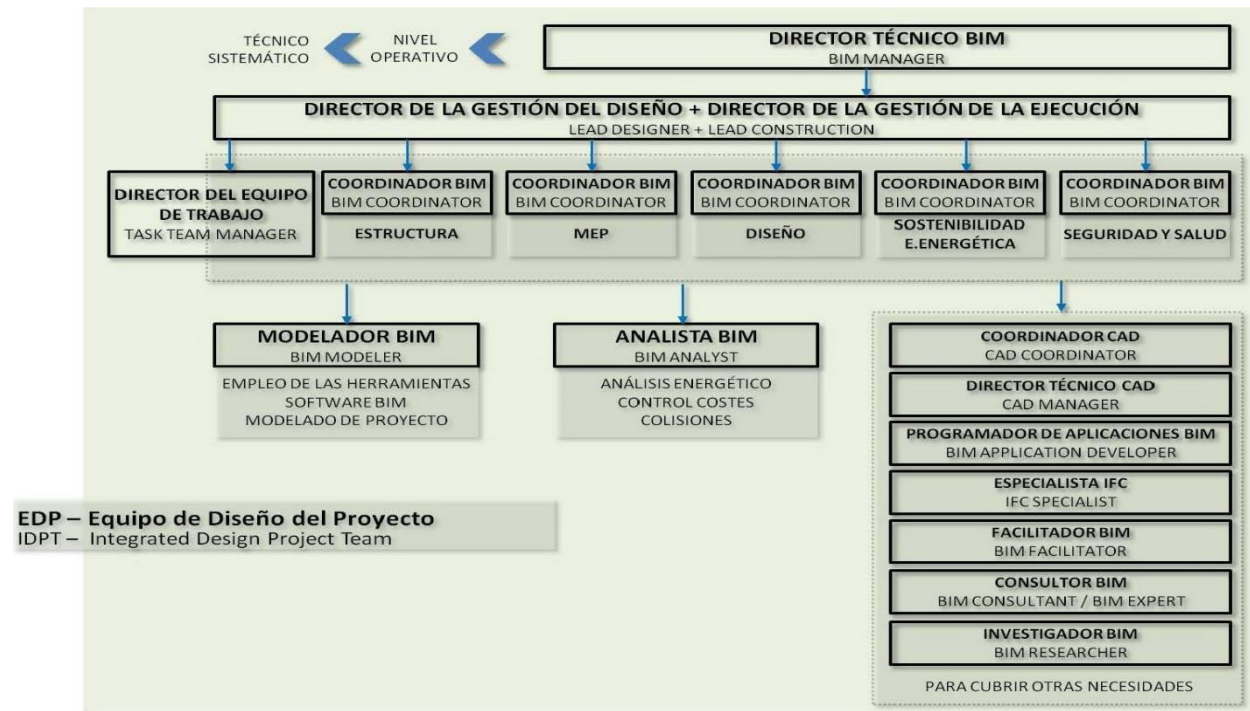 TÉCNICO
SISTEMÁTICO
NIVEL
OPERATIVO
DIRECTOR TÉCNICO BIM
BIM MANAGER
DIRECTOR DE LA GESTIÓN DEL DISEÑO + DIRECTOR DE LA GESTIÓN DE LA EJECUCIÓN
LEAD DESIGNER + LEAD CONSTRUCTION
DIRECTOR DEL EQUIPO
DE TRABAJO
TASK TEAM MANAGER
COORDINADOR BIM
BIM COORDINATOR
ESTRUCTURA
COORDINADOR BIM
BIM COORDINATOR
MEP
COORDINADOR BIM
BIM COORDINATOR
DISEÑO
COORDINADOR BIM
BIM COORDINATOR
SOSTENIBILIDAD
E.ENERGÉTICA
COORDINADOR BIM
BIM COORDINATOR
SEGURIDAD Y SALUD
MODELADOR BIM
BIM MODELER
EMPLEO DE LAS HERRAMIENTAS
SOFTWARE BIM
MODELADO DE PROYECTO
ANALISTA BIM
BIM ANALYST
ANÁLISIS ENERGÉTICO
CONTROL COSTES
COLISIONES
COORDINADOR CAD
CAD COORDINATOR
DIRECTOR TÉCNICO CAD
CAD MANAGER
PROGRAMADOR DE APLICACIONES BIM
BIM APPLICATION DEVELOPER
ESPECIALISTA IFC
IFC SPECIALIST
FACILITADOR BIM
BIM FACILITATOR
CONSULTOR BIM
BIM CONSULTANT / BIM EXPERT
INVESTIGADOR BIM
BIM RESEARCHER
PARA CUBRIR OTRAS NECESIDADES
EDP – Equipo de Diseño del Proyecto
IDPT – Integrated Design Project Team